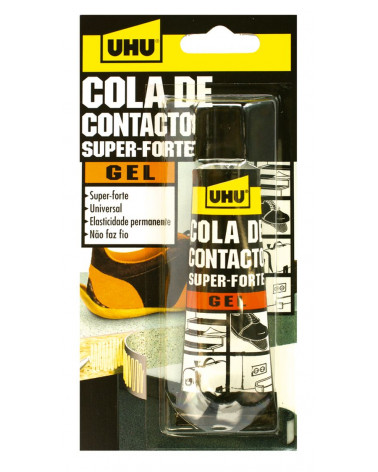 UHU
COLA DE
CONTACTO
SUPER-FORTE
GEL
Super-forte
Universal
Elasticidade permanente
Não faz fio
UHU
COLA DE
CONTACTO
SUPER-FORTE
GEL